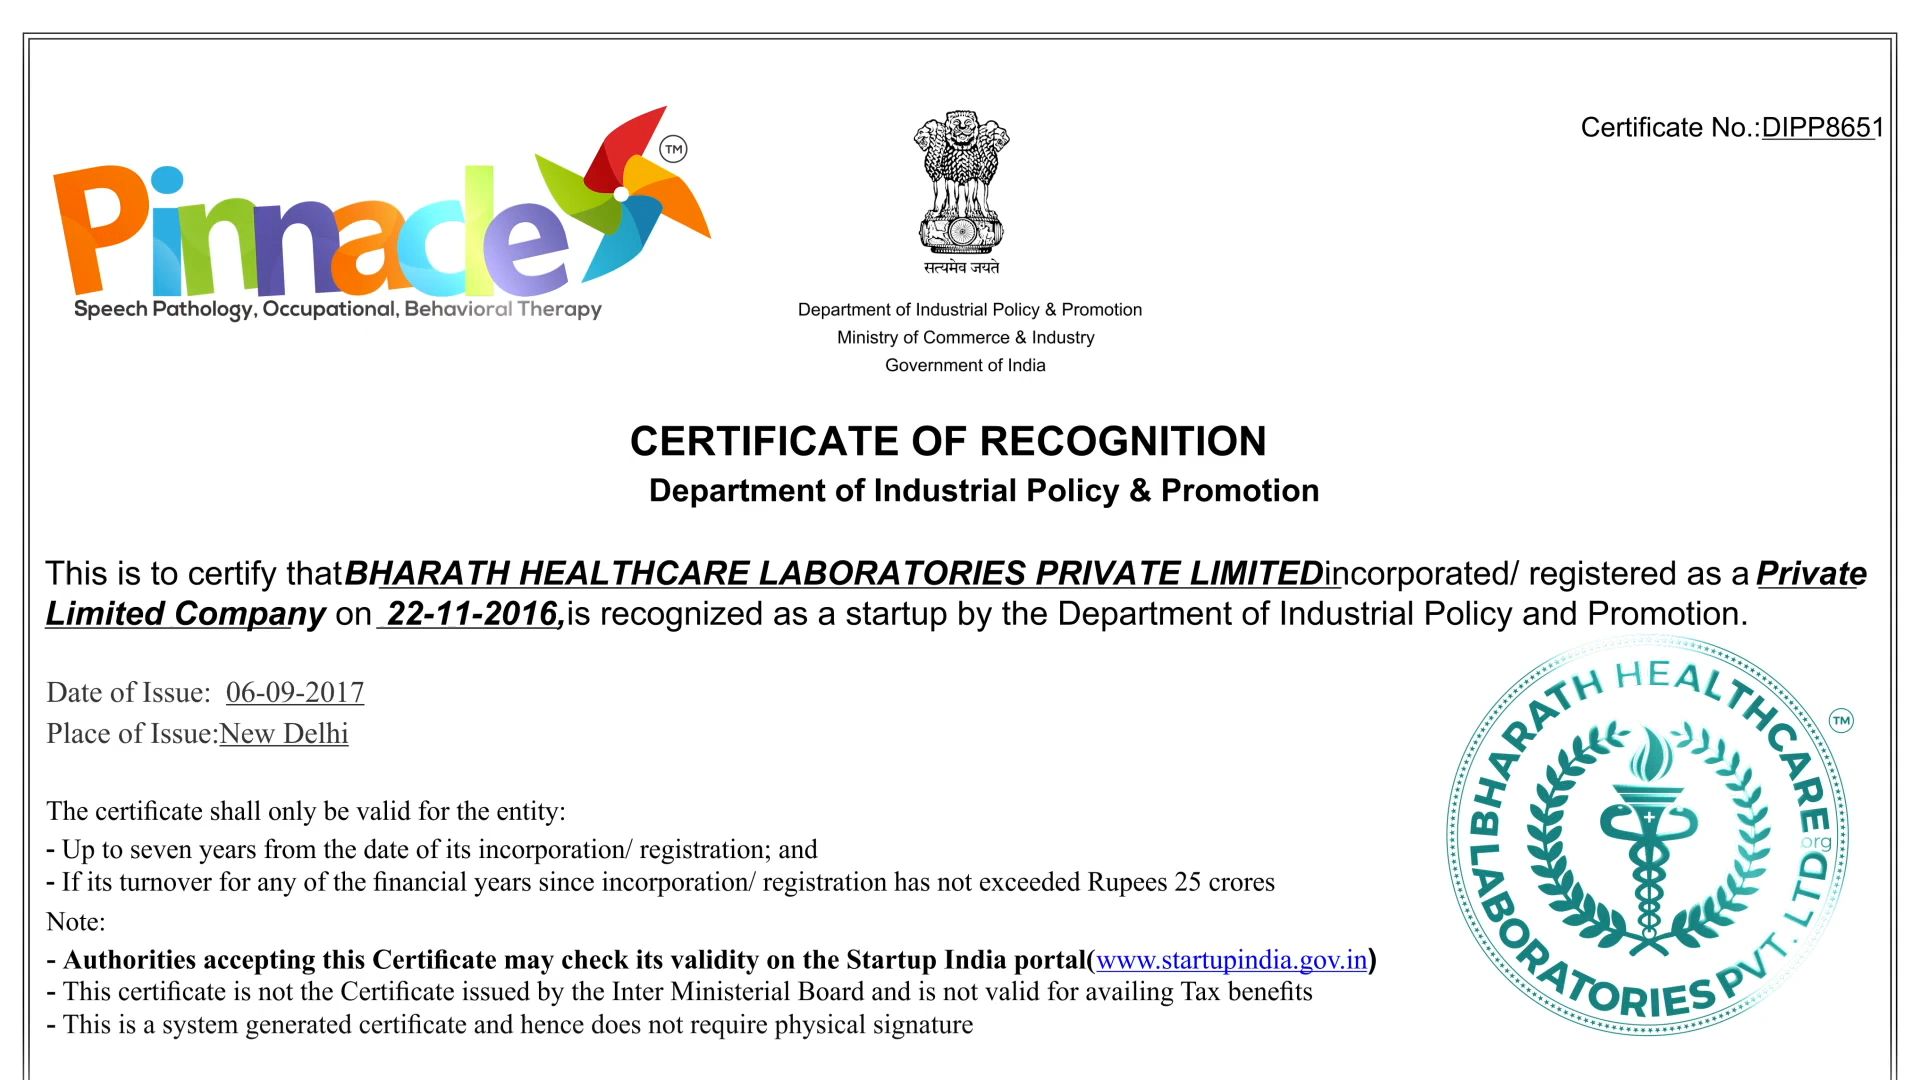 Certificate No.:DIPP8651
Pinnacle
TM
Speech Pathology, Occupational, Behavioral Therapy
सत्यमेव जयते
Department of Industrial Policy & Promotion
Ministry of Commerce & Industry
Government of India
CERTIFICATE OF RECOGNITION
Department of Industrial Policy & Promotion
This is to certify that BHARATH HEALTHCARE LABORATORIES PRIVATE LIMITED incorporated/ registered as a Private
Limited Company on 22-11-2016, is recognized as a startup by the Department of Industrial Policy and Promotion.
Date of Issue: 06-09-2017
Place of Issue:New Delhi
The certificate shall only be valid for the entity:
- Up to seven years from the date of its incorporation/ registration; and
- If its turnover for any of the financial years since incorporation/ registration has not exceeded Rupees 25 crores
Note:
- Authorities accepting this Certificate may check its validity on the Startup India portal(www.startupindia.gov.in)
- This certificate is not the Certificate issued by the Inter Ministerial Board and is not valid for availing Tax benefits
- This is a system generated certificate and hence does not require physical signature
BHARATH HEALTHCARE
.org
LABORATORIES PVT. LTD
TM